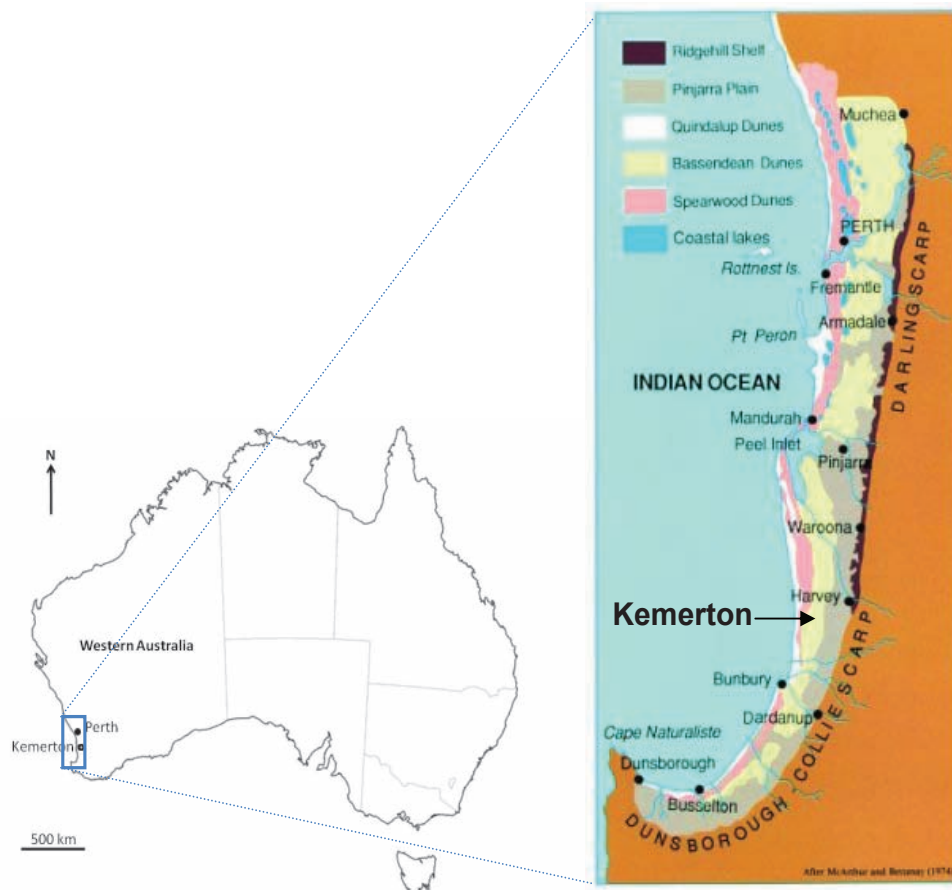 Ridgehill Shelf
Pinjarra Plain
Quindalup Dunes
Bassendean Dunes
Spearwood Dunes
Coastal lakes
Muchea
PERTH
Rottnest Is.
Fremantle
Armadale
DARLING SCARP
Pt Peron
INDIAN OCEAN
Mandurah
Peel Inlet
Pinjarra
Waroona
Harvey
Kemerton
Bunbury
Dardanup
Cape Naturaliste
Dunsborough
Busselton
DUNSBOROUGH - COLLIE SCARP
After McArthur and Bettenay (1974)
N
Western Australia
Perth
Kemerton
500 km